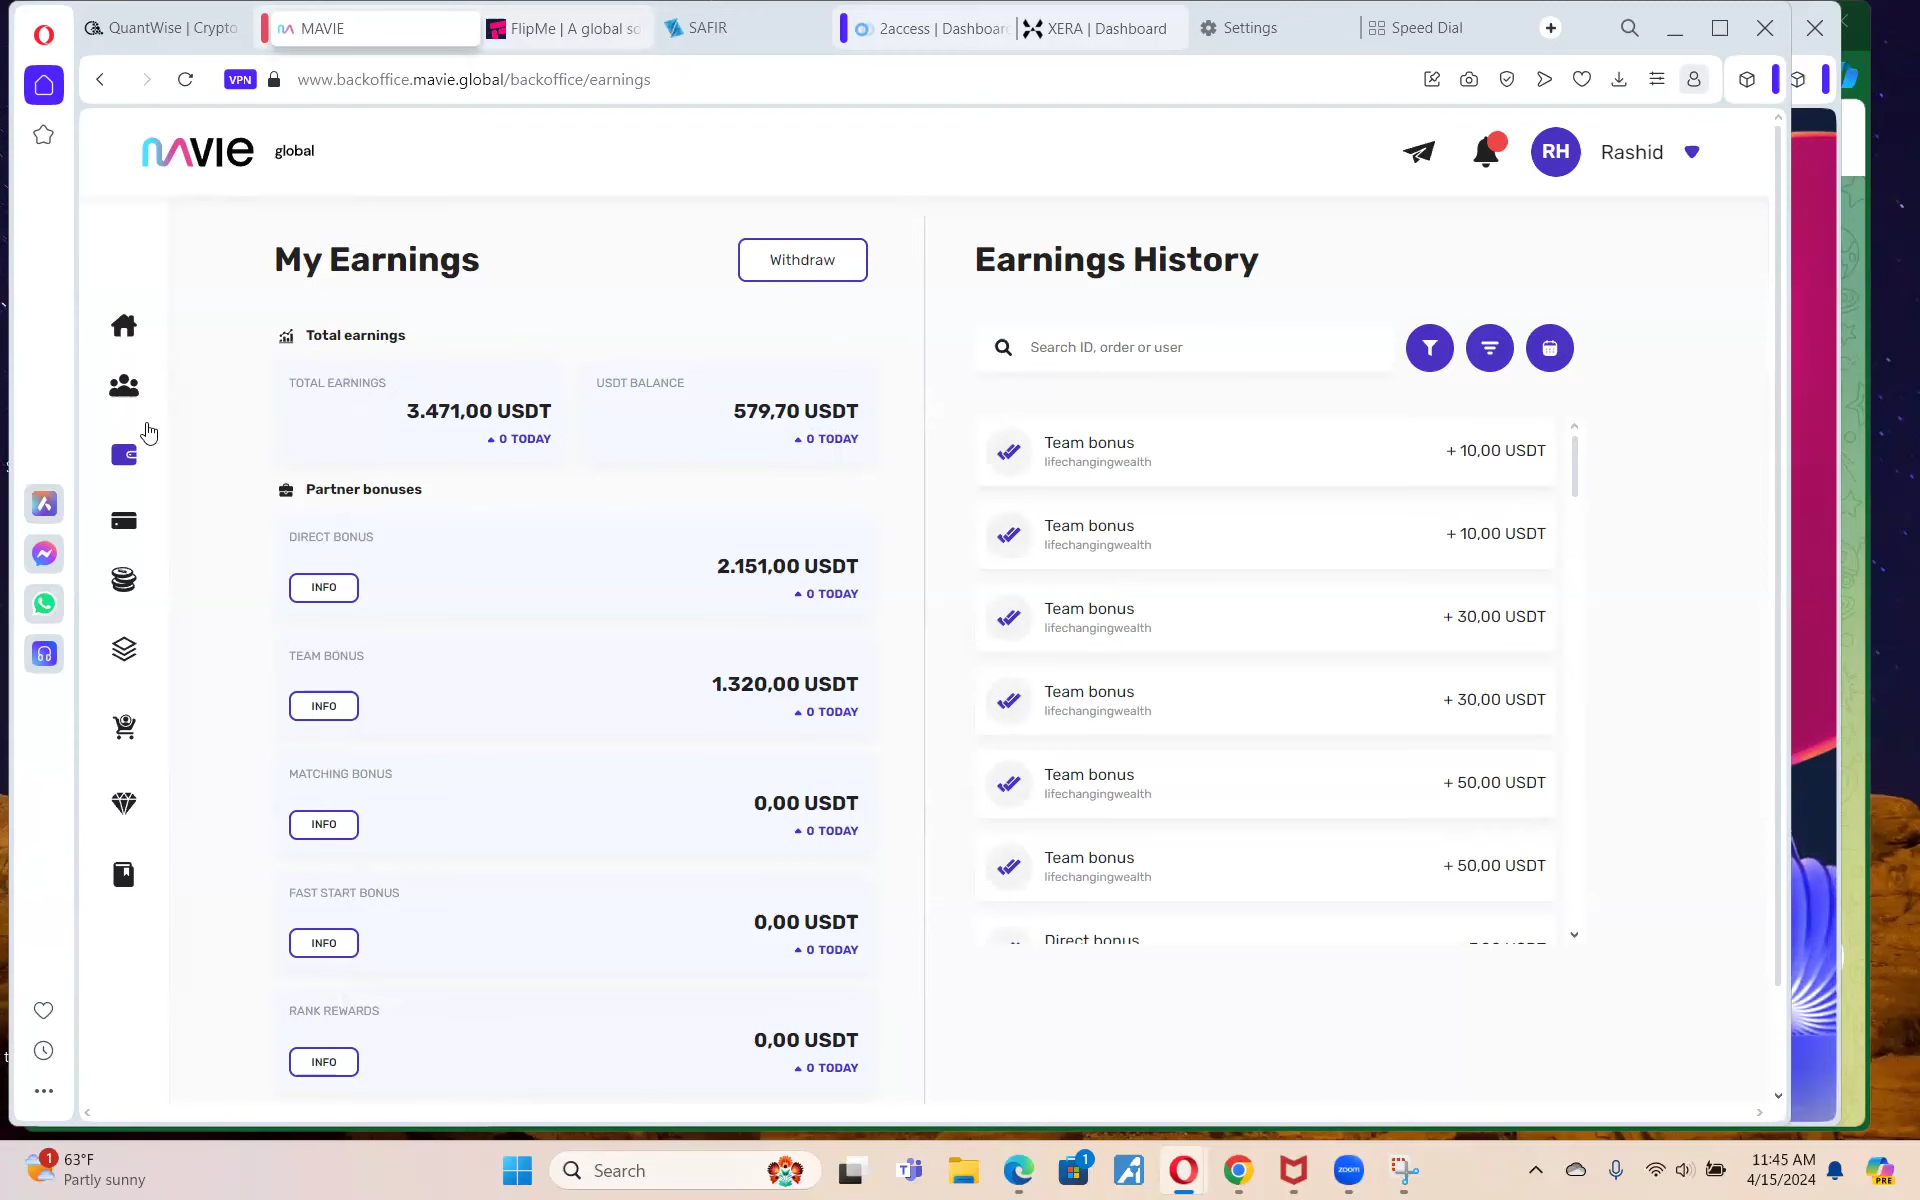 QuantWise | Crypto
MAVIE
FlipMe | A global so
SAFIR
2access | Dashboar
XERA | Dashboard
Settings
Speed Dial
VPN
www.backoffice.mavie.global/backoffice/earnings
mavie global
RH
Rashid
My Earnings
Withdraw
Total earnings
TOTAL EARNINGS
3.471,00 USDT
0 TODAY
USDT BALANCE
579,70 USDT
0 TODAY
Partner bonuses
DIRECT BONUS
2.151,00 USDT
INFO
0 TODAY
TEAM BONUS
1.320,00 USDT
INFO
0 TODAY
MATCHING BONUS
0,00 USDT
INFO
0 TODAY
FAST START BONUS
0,00 USDT
INFO
0 TODAY
RANK REWARDS
0,00 USDT
INFO
0 TODAY
Earnings History
Search ID, order or user
Team bonus
lifechangingwealth
+ 10,00 USDT
Team bonus
lifechangingwealth
+ 10,00 USDT
Team bonus
lifechangingwealth
+ 30,00 USDT
Team bonus
lifechangingwealth
+ 30,00 USDT
Team bonus
lifechangingwealth
+ 50,00 USDT
Team bonus
lifechangingwealth
+ 50,00 USDT
Direct bonus
1
63°F
Partly sunny
Search
1
zoom
11:45 AM
4/15/2024
PRE